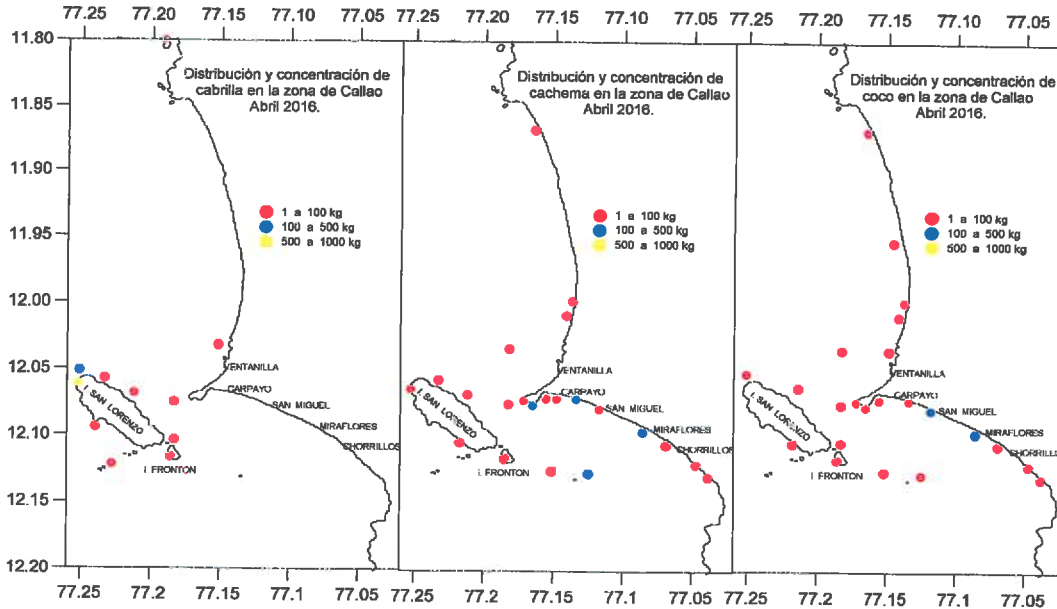 77.25 77.2 77.15 77.10 77.05 77.25 77.2 77.15 77.1 77.05 77.25 77.2 77.15 77.10 77.05
11.80
11.85
11.90
11.95
12.00
12.05
12.10
12.15
12.20
Distribución y concentración de
cabrilla en la zona de Callao
Abril 2016.
1 a 100 kg
100 a 500 kg
500 a 1000 kg
VENTANILLA
CARPAYO
I. SAN LORENZO
SAN MIGUEL
MIRAFLORES
CHORRILLOS
I FRONTON
Distribución y concentración de
cachema en la zona de Callao
Abril 2016.
1 a 100 kg
100 a 500 kg
500 a 1000 kg
VENTANILLA
CARPAYO
I. SAN LORENZO
SAN MIGUEL
MIRAFLORES
CHORRILLOS
I FRONTON
Distribución y concentración de
coco en la zona de Callao
Abril 2016.
1 a 100 kg
100 a 500 kg
500 a 1000 kg
VENTANILLA
CARPAYO
I. SAN LORENZO
SAN MIGUEL
MIRAFLORES
CHORRILLO
I FRONTON
77.25 77.2 77.15 77.10 77.05 77.25 77.2 77.15 77.1 77.05 77.25 77.2 77.15 77.10 77.05